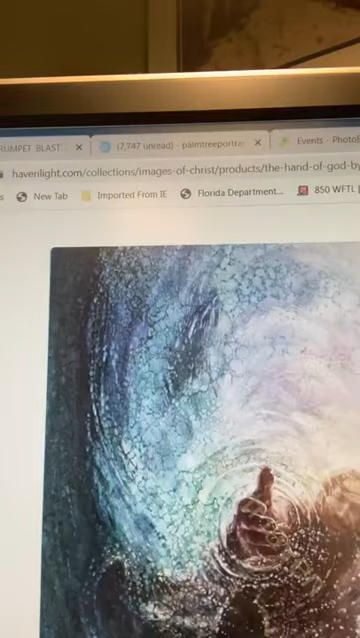 RUMPET BLAST
(7,747 unread) - palmtreeportra
Events - PhotoB
havenlight.com/collections/images-of-christ/products/the-hand-of-god-by
s New Tab Imported From IE Florida Department... 850 WFTL